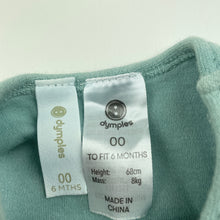 dymples
00
6 MTHS
dymples
00
TO FIT 6 MONTHS
Height: 68cm
Mass: 8kg
MADE IN
CHINA